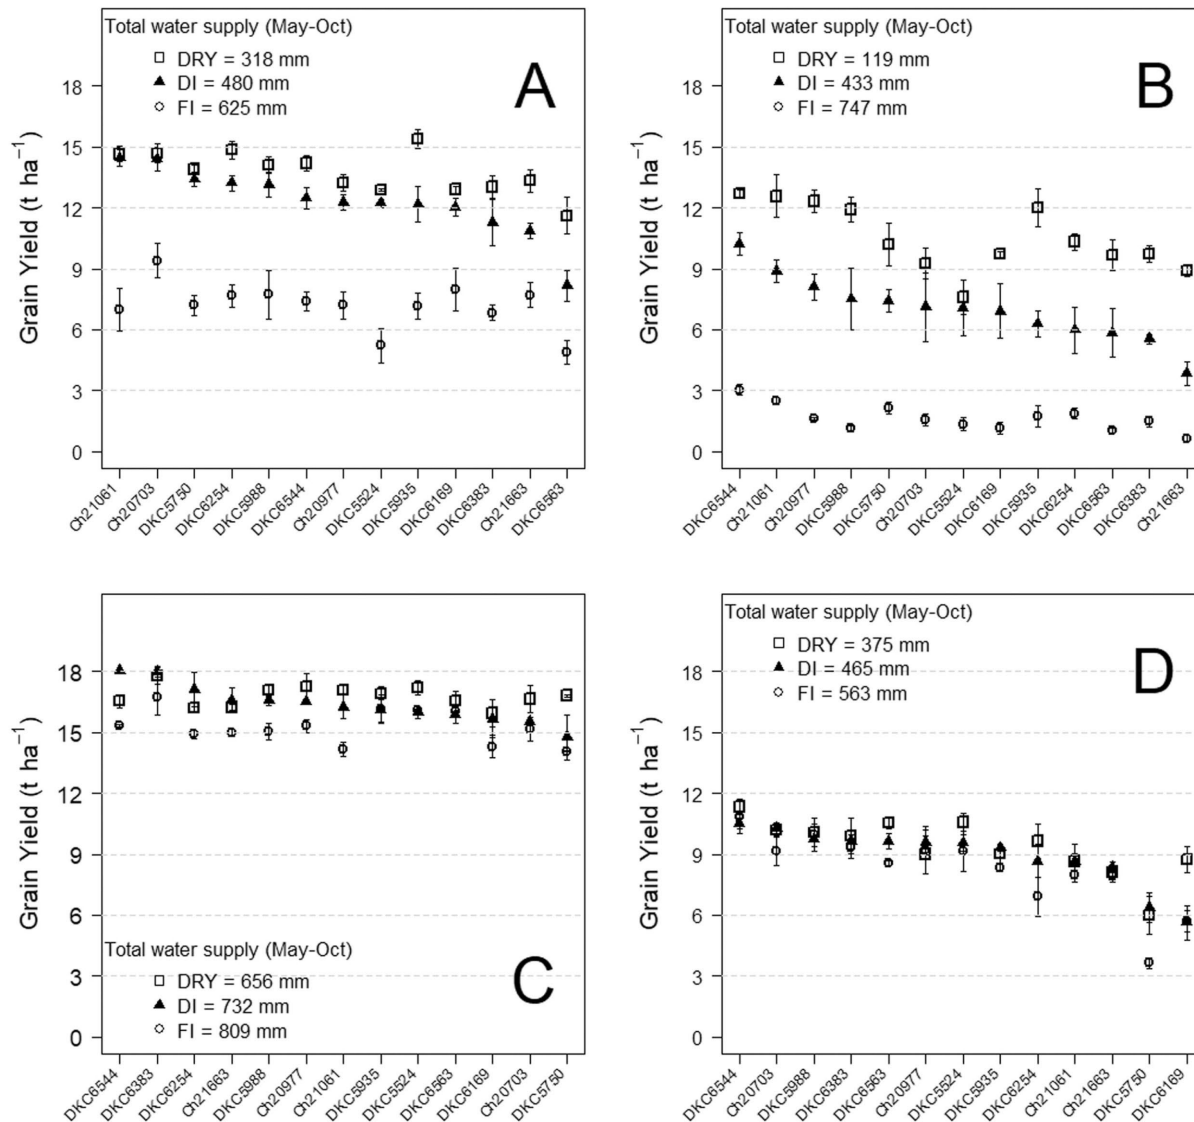 Total water supply (May-Oct)
DRY = 318 mm
DI = 480 mm
FI = 625 mm
A
Grain Yield (t ha⁻¹)
18
15
12
9
6
3
0
Ch21061
Ch20703
DKC5750
DKC6254
DKC5988
DKC6544
Ch20977
DKC5524
DKC5935
DKC6169
DKC6383
Ch21663
DKC6563
Total water supply (May-Oct)
DRY = 119 mm
DI = 433 mm
FI = 747 mm
B
Grain Yield (t ha⁻¹)
18
15
12
9
6
3
0
DKC6544
Ch21061
Ch20977
DKC5988
DKC5750
Ch20703
DKC5524
DKC6169
DKC5935
DKC6254
DKC6563
DKC6383
Ch21663
Grain Yield (t ha⁻¹)
18
15
12
9
6
3
0
Total water supply (May-Oct)
DRY = 656 mm
DI = 732 mm
FI = 809 mm
C
DKC6544
DKC6383
DKC6254
Ch21663
DKC5988
Ch20977
Ch21061
DKC5935
DKC5524
DKC6563
DKC6169
Ch20703
DKC5750
Total water supply (May-Oct)
DRY = 375 mm
DI = 465 mm
FI = 563 mm
D
Grain Yield (t ha⁻¹)
18
15
12
9
6
3
0
DKC6544
Ch20703
DKC5988
DKC6383
DKC6563
Ch20977
DKC5524
DKC5935
DKC6254
Ch21061
Ch21663
DKC5750
DKC6169